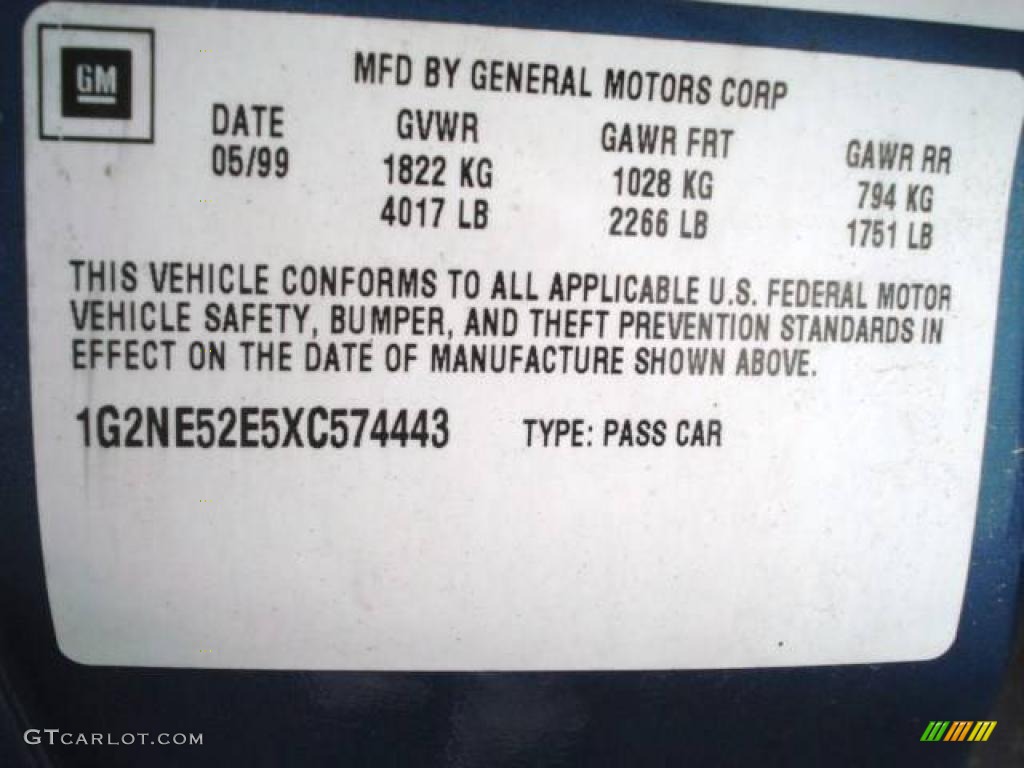 GM
MFD BY GENERAL MOTORS CORP
DATE GVWR GAWR FRT GAWR RR
05/99 1822 KG 1028 KG 794 KG
4017 LB 2266 LB 1751 LB
THIS VEHICLE CONFORMS TO ALL APPLICABLE U.S. FEDERAL MOTOR
VEHICLE SAFETY, BUMPER, AND THEFT PREVENTION STANDARDS IN
EFFECT ON THE DATE OF MANUFACTURE SHOWN ABOVE.
1G2NE52E5XC574443 TYPE: PASS CAR
GTCARLOT.COM